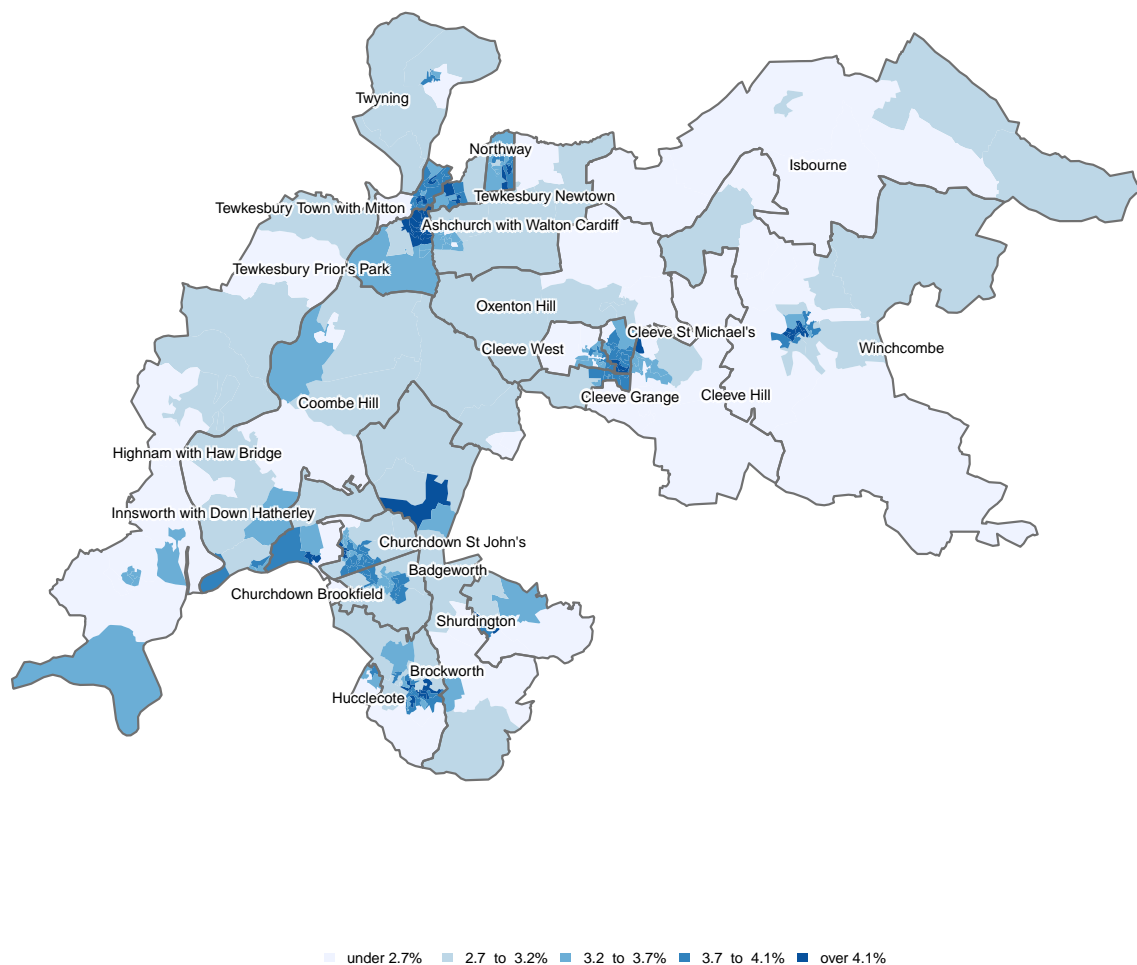 Twyning
Northway
Isbourne
Tewkesbury Newtown
Tewkesbury Town with Mitton
Ashchurch with Walton Cardiff
Tewkesbury Prior's Park
Oxenton Hill
Cleeve St Michael's
Cleeve West
Winchcombe
Cleeve Hill
Cleeve Grange
Coombe Hill
Highnam with Haw Bridge
Innsworth with Down Hatherley
Churchdown St John's
Badgeworth
Churchdown Brookfield
Shurdington
Brockworth
Hucclecote
under 2.7% 2.7 to 3.2% 3.2 to 3.7% 3.7 to 4.1% over 4.1%